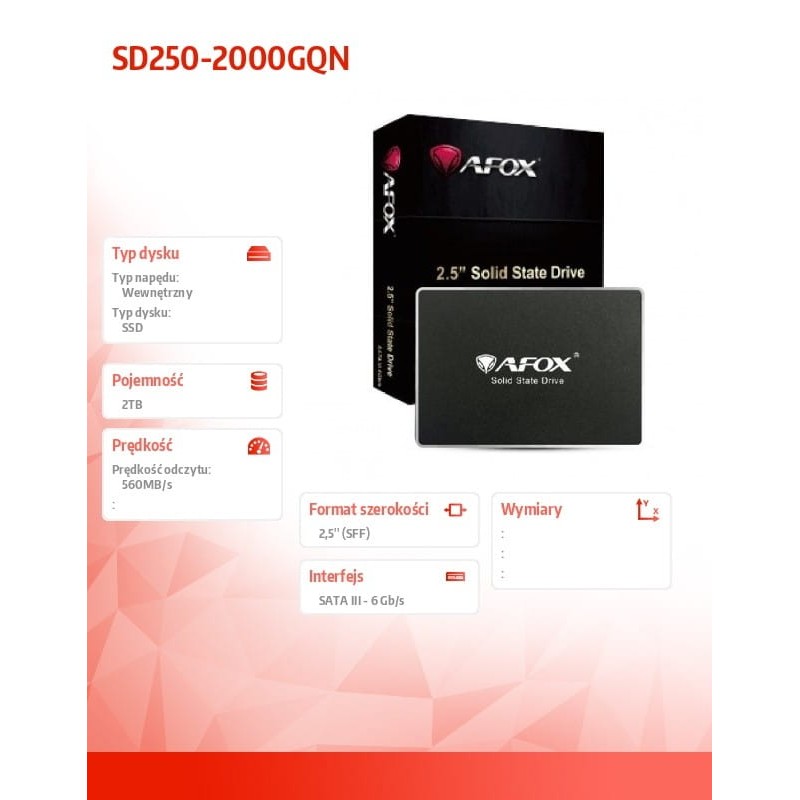 SD250-2000GQN
AFOX
AFOX
2.5" Solid State Drive
2.5" Solid State Drive
AFOX®
Solid State Drive
Typ dysku
Typ napędu:
Wewnętrzny
Typ dysku:
SSD
Pojemność
2TB
Prędkość
Prędkość odczytu:
560MB/s
:
Format szerokości
2,5" (SFF)
Interfejs
SATA III - 6 Gb/s
Wymiary
Y
X
:
:
: